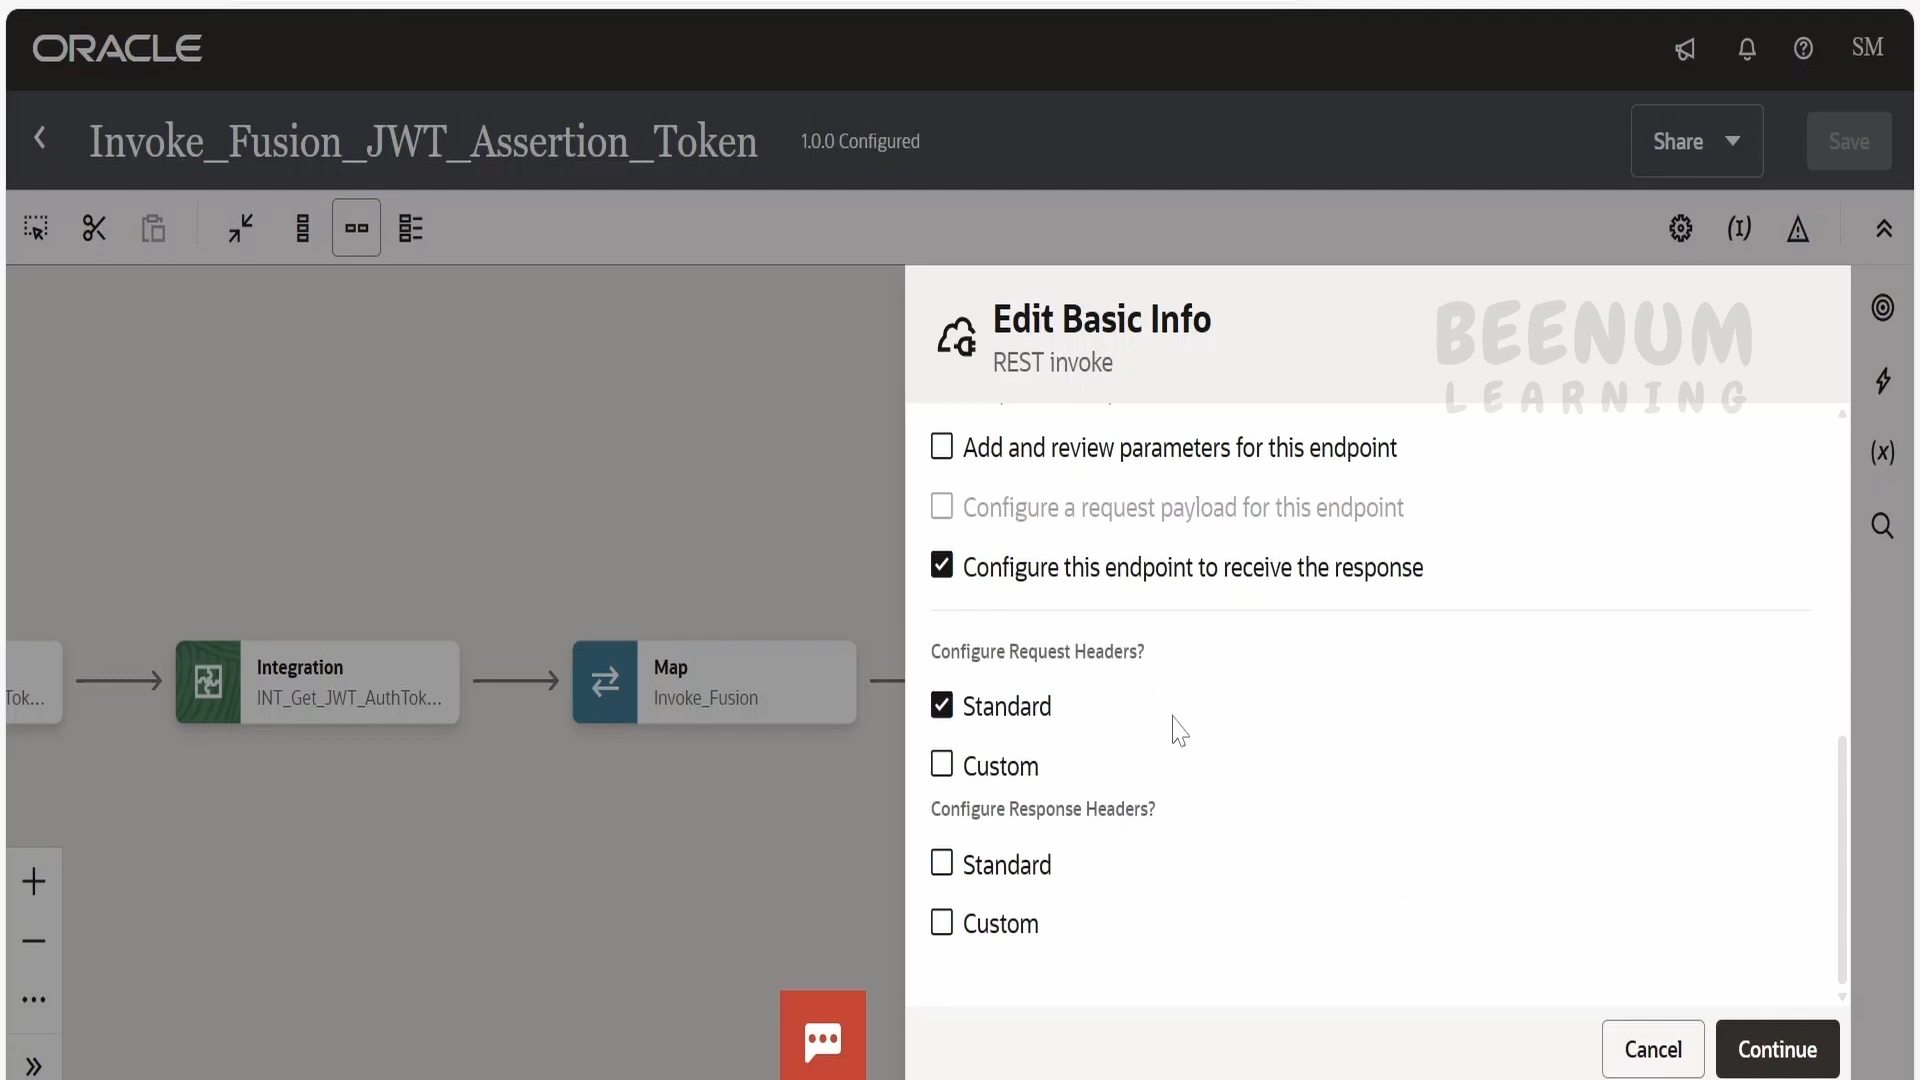 ORACLE
SM
Invoke_Fusion_JWT_Assertion_Token
1.0.0 Configured
Share
Save
Edit Basic Info
REST invoke
BEENUM
LEARNING
Add and review parameters for this endpoint
Configure a request payload for this endpoint
Configure this endpoint to receive the response
Configure Request Headers?
Standard
Custom
Configure Response Headers?
Standard
Custom
Tok...
Integration
INT_Get_JWT_AuthTok...
Map
Invoke_Fusion
Cancel
Continue